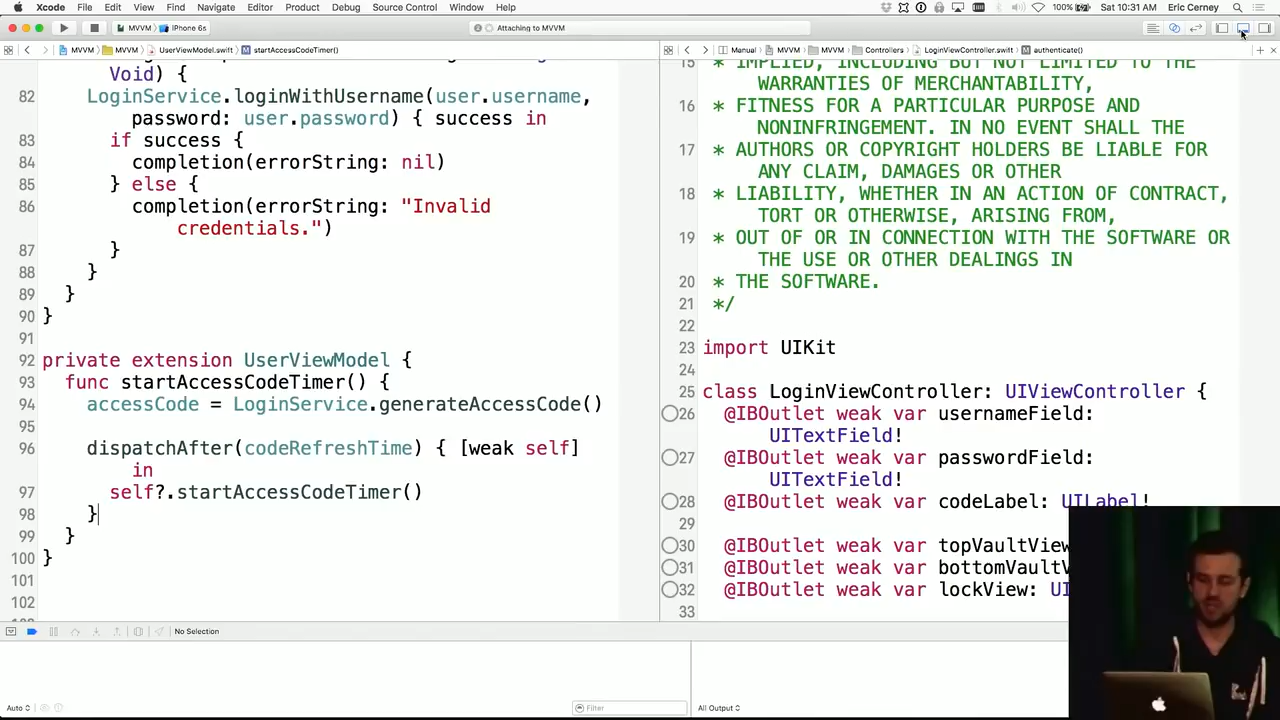 Xcode File Edit View Find Navigate Editor Product Debug Source Control Window Help 100% Sat 10:31 AM Eric Cerney
MVVM iPhone 6s Attaching to MVVM
MVVM MVVM UserViewModel.swift startAccessCodeTimer()
Void) {
82 LoginService.loginWithUsername(user.username,
password: user.password) { success in
83 if success {
84 completion(errorString: nil)
85 } else {
86 completion(errorString: "Invalid
credentials.")
87 }
88 }
89 }
90 }
91
92 private extension UserViewModel {
93 func startAccessCodeTimer() {
94 accessCode = LoginService.generateAccessCode()
95
96 dispatchAfter(codeRefreshTime) { [weak self]
in
97 self?.startAccessCodeTimer()
98 }
99 }
100 }
101
102
Manual MVVM MVVM Controllers LoginViewController.swift authenticate()
15 * IMPLIED, INCLUDING BUT NOT LIMITED TO THE
WARRANTIES OF MERCHANTABILITY,
16 * FITNESS FOR A PARTICULAR PURPOSE AND
NONINFRINGEMENT. IN NO EVENT SHALL THE
17 * AUTHORS OR COPYRIGHT HOLDERS BE LIABLE FOR
ANY CLAIM, DAMAGES OR OTHER
18 * LIABILITY, WHETHER IN AN ACTION OF CONTRACT,
TORT OR OTHERWISE, ARISING FROM,
19 * OUT OF OR IN CONNECTION WITH THE SOFTWARE OR
THE USE OR OTHER DEALINGS IN
20 * THE SOFTWARE.
21 */
22
23 import UIKit
24
25 class LoginViewController: UIViewController {
26 @IBOutlet weak var usernameField:
UITextField!
27 @IBOutlet weak var passwordField:
UITextField!
28 @IBOutlet weak var codeLabel: UILabel!
29
30 @IBOutlet weak var topVaultView
31 @IBOutlet weak var bottomVaultV
32 @IBOutlet weak var lockView: UI
33
No Selection
Auto Filter All Output